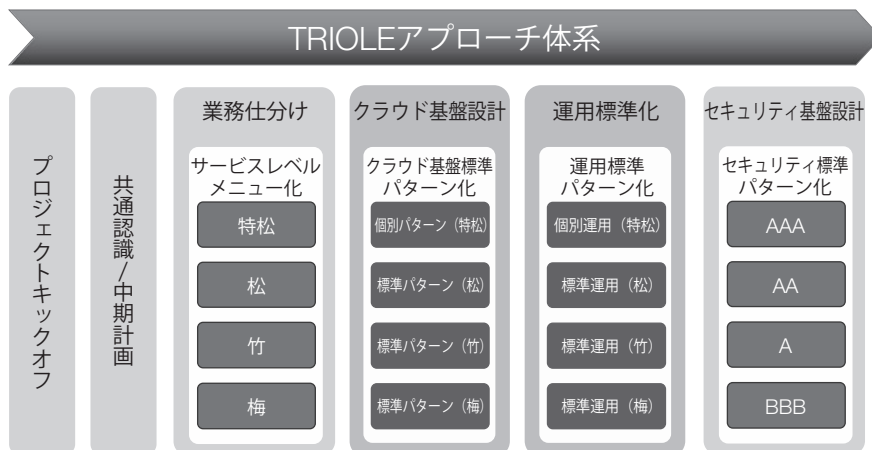 TRIOLEアプローチ体系
プロジェクトキックオフ
共通認識/中期計画
業務仕分け
サービスレベル
メニュー化
特松
松
竹
梅
クラウド基盤設計
クラウド基盤標準
パターン化
個別パターン（特松）
標準パターン（松）
標準パターン（竹）
標準パターン（梅）
運用標準化
運用標準
パターン化
個別運用（特松）
標準運用（松）
標準運用（竹）
標準運用（梅）
セキュリティ基盤設計
セキュリティ標準
パターン化
AAA
AA
A
BBB